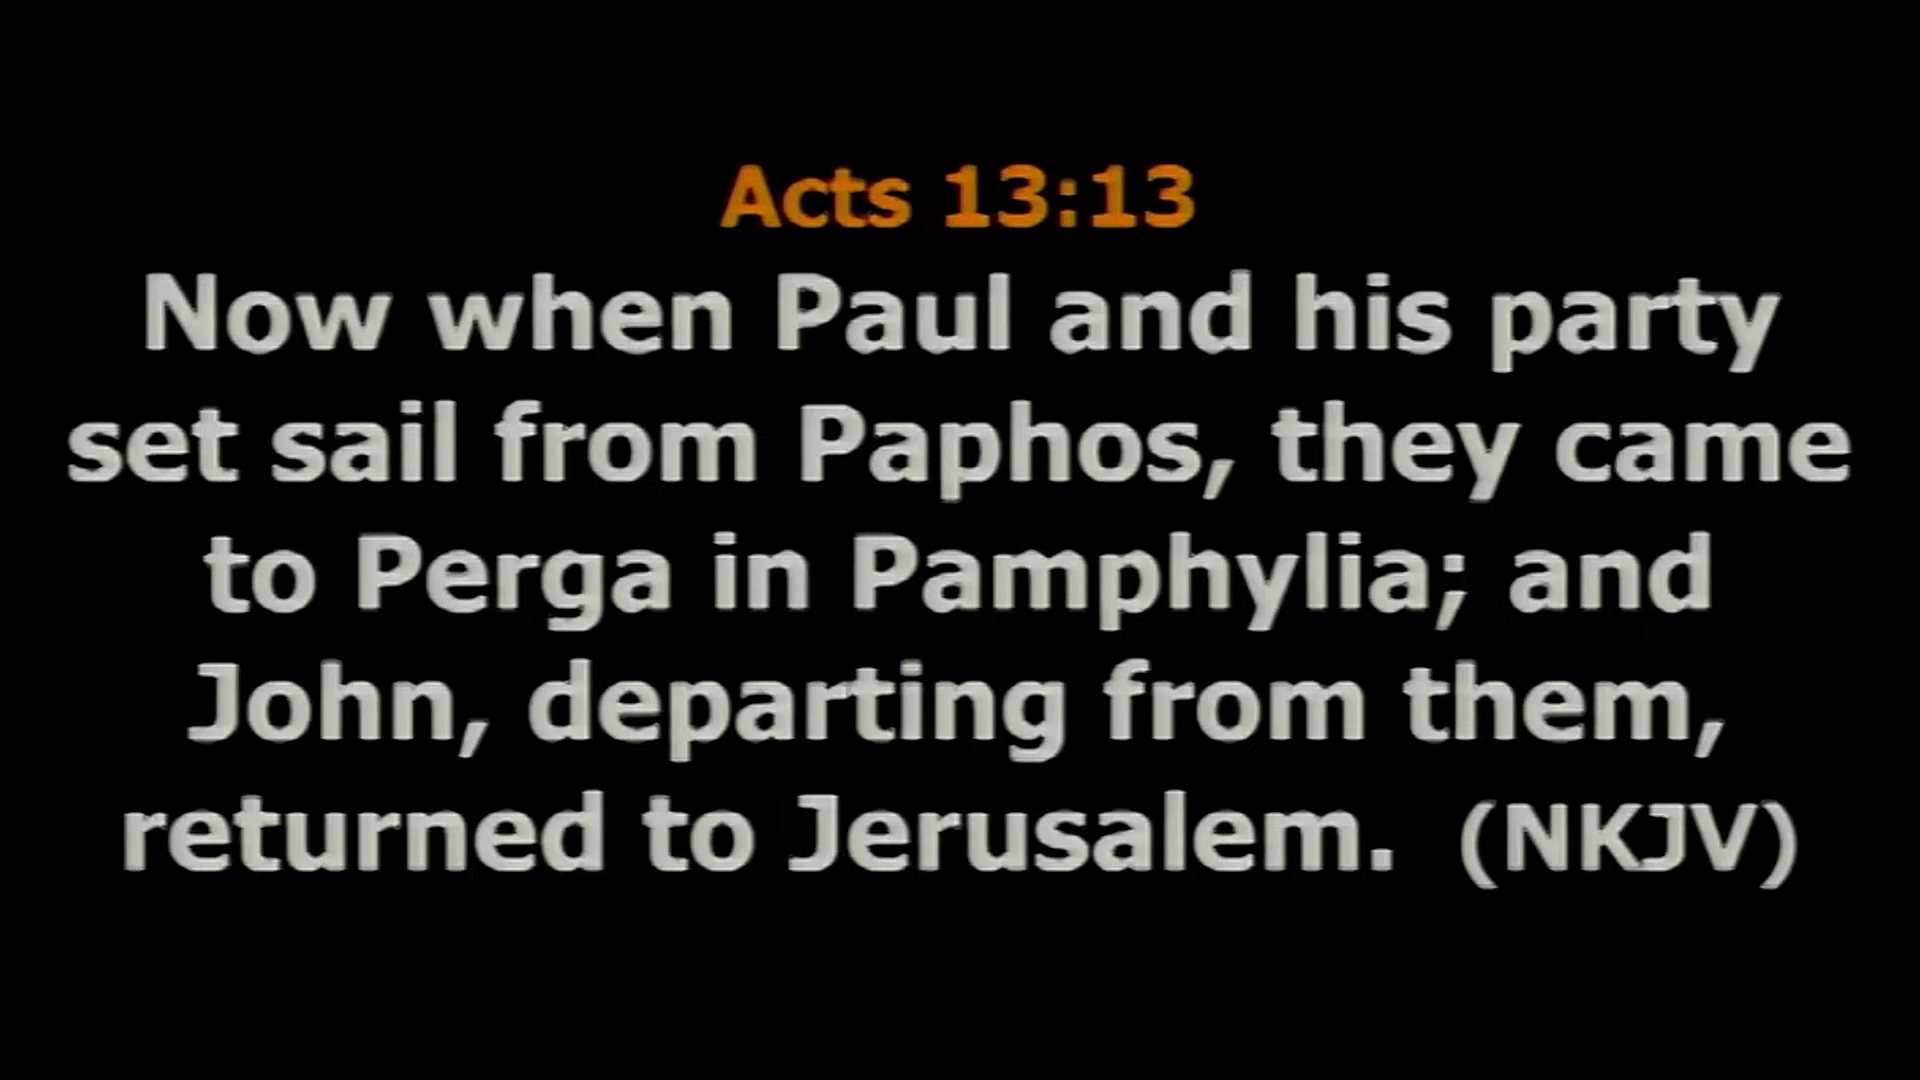 Acts 13:13
Now when Paul and his party
set sail from Paphos, they came
to Perga in Pamphylia; and
John, departing from them,
returned to Jerusalem. (NKJV)